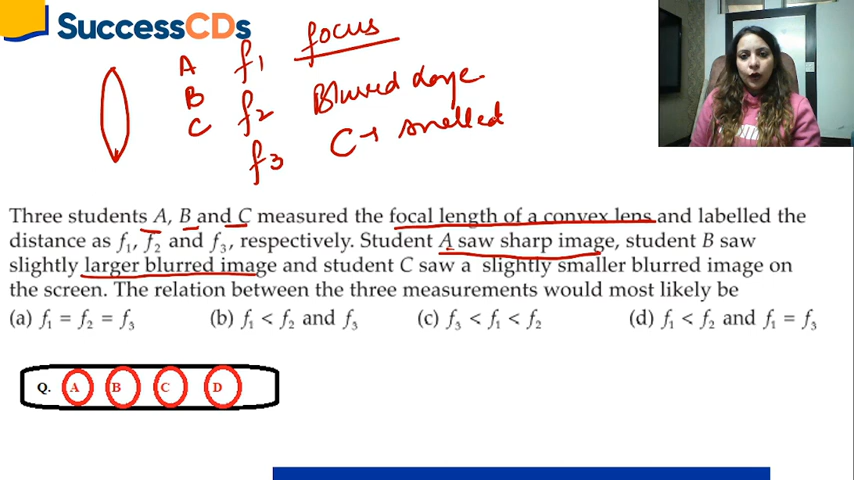 SuccessCDs
focus
A f1
B f2 Blurred
C f3 C →
Three students A, B and C measured the focal length of a convex lens and labelled the
distance as f₁, f₂ and f₃, respectively. Student A saw sharp image, student B saw
slightly larger blurred image and student C saw a slightly smaller blurred image on
the screen. The relation between the three measurements would most likely be
(a) f₁ = f₂ = f₃ (b) f₁ < f₂ and f₃ (c) f₃ < f₁ < f₂ (d) f₁ < f₂ and f₁ = f₃
Q. A B C D